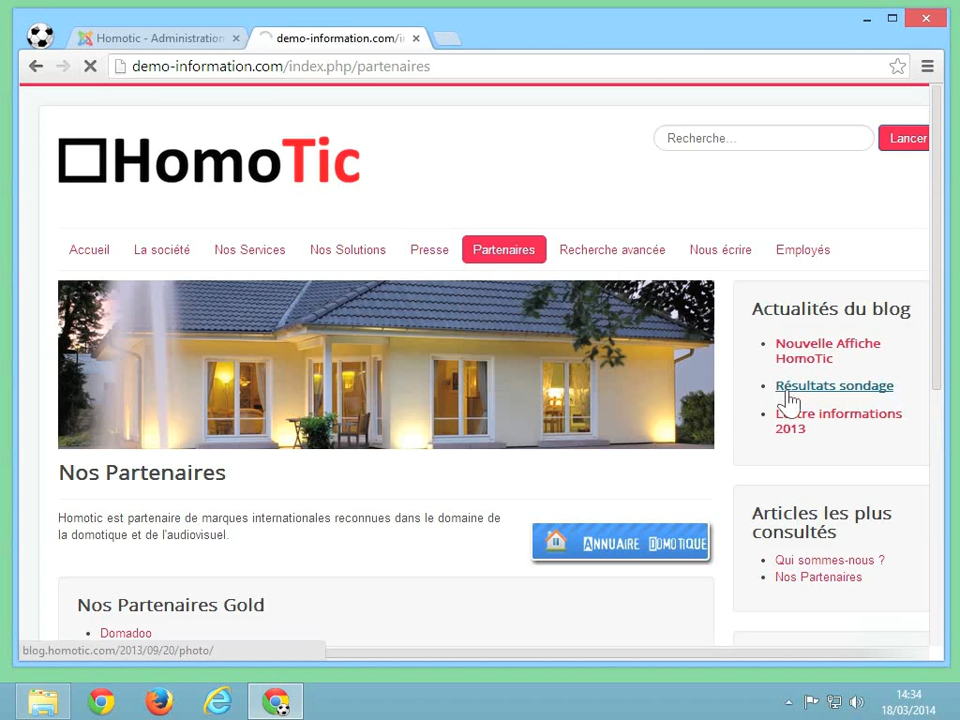 Homotic - Administration
demo-information.com/i
demo-information.com/index.php/partenaires
HomoTic
Recherche...
Lancer
Accueil
La société
Nos Services
Nos Solutions
Presse
Partenaires
Recherche avancée
Nous écrire
Employés
Actualités du blog
Nouvelle Affiche
HomoTic
Résultats sondage
informations
2013
Nos Partenaires
Homotic est partenaire de marques internationales reconnues dans le domaine de
la domotique et de l'audiovisuel.
ANNUAIRE DOMOTIQUE
Articles les plus
consultés
Qui sommes-nous ?
Nos Partenaires
Nos Partenaires Gold
Domadoo
blog.homotic.com/2013/09/20/photo/
14:34
18/03/2014